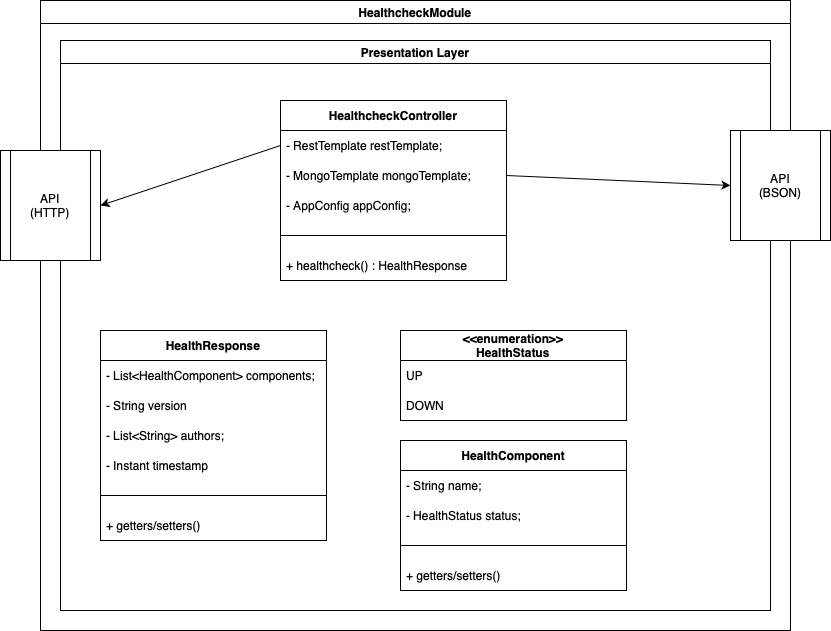 HealthcheckModule
Presentation Layer
HealthcheckController
- RestTemplate restTemplate;
- MongoTemplate mongoTemplate;
- AppConfig appConfig;
+ healthcheck() : HealthResponse
API
(HTTP)
API
(BSON)
HealthResponse
- List<HealthComponent> components;
- String version
- List<String> authors;
- Instant timestamp
+ getters/setters()
<<enumeration>>
HealthStatus
UP
DOWN
HealthComponent
- String name;
- HealthStatus status;
+ getters/setters()